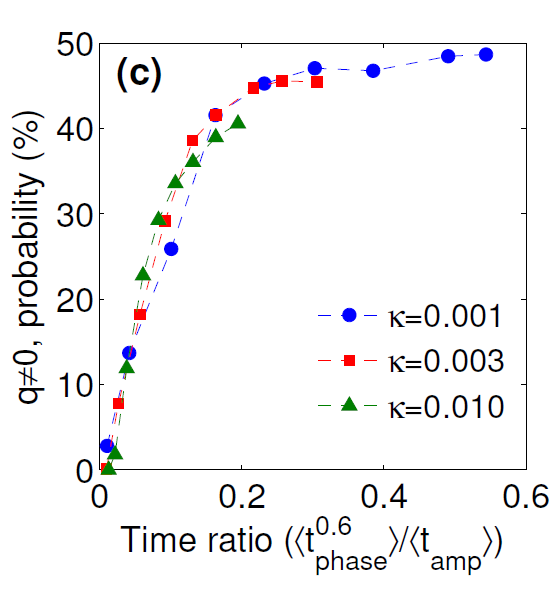 (c)
50
40
30
20
10
0
q≠0, probability (%)
κ=0.001
κ=0.003
κ=0.010
0 0.2 0.4 0.6
Time ratio (⟨t^0.6_phase⟩/⟨t_amp⟩)